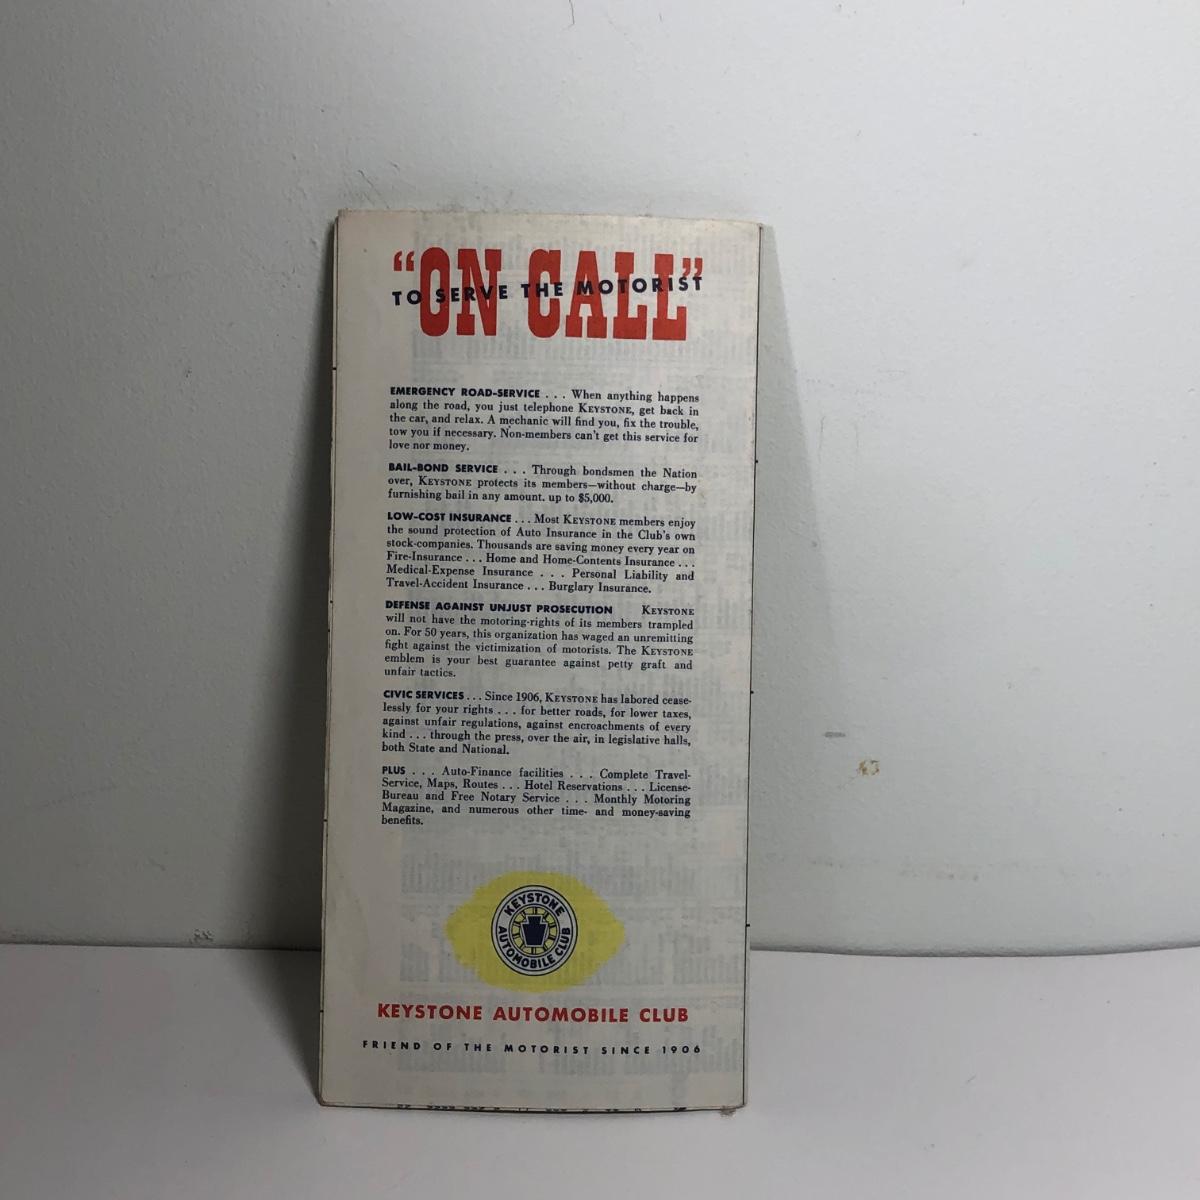 “ON CALL”
TO SERVE THE MOTORIST
EMERGENCY ROAD-SERVICE . . . When anything happens
along the road, you just telephone KEYSTONE, get back in
the car, and relax. A mechanic will find you, fix the trouble,
tow you if necessary. Non-members can't get this service for
love nor money.
BAIL-BOND SERVICE . . . Through bondsmen the Nation
over, KEYSTONE protects its members—without charge—by
furnishing bail in any amount. up to $5,000.
LOW-COST INSURANCE . . . Most KEYSTONE members enjoy
the sound protection of Auto Insurance in the Club's own
stock-companies. Thousands are saving money every year on
Fire-Insurance . . . Home and Home-Contents Insurance . . .
Medical-Expense Insurance . . . Personal Liability and
Travel-Accident Insurance . . . Burglary Insurance.
DEFENSE AGAINST UNJUST PROSECUTION KEYSTONE
will not have the motoring-rights of its members trampled
on. For 50 years, this organization has waged an unremitting
fight against the victimization of motorists. The KEYSTONE
emblem is your best guarantee against petty graft and
unfair tactics.
CIVIC SERVICES . . . Since 1906, KEYSTONE has labored cease-
lessly for your rights . . . for better roads, for lower taxes,
against unfair regulations, against encroachments of every
kind . . . through the press, over the air, in legislative halls,
both State and National.
PLUS . . . Auto-Finance facilities . . . Complete Travel-
Service, Maps, Routes . . . Hotel Reservations . . . License-
Bureau and Free Notary Service . . . Monthly Motoring
Magazine, and numerous other time- and money-saving
benefits.
KEYSTONE
AUTOMOBILE CLUB
KEYSTONE AUTOMOBILE CLUB
FRIEND OF THE MOTORIST SINCE 1906